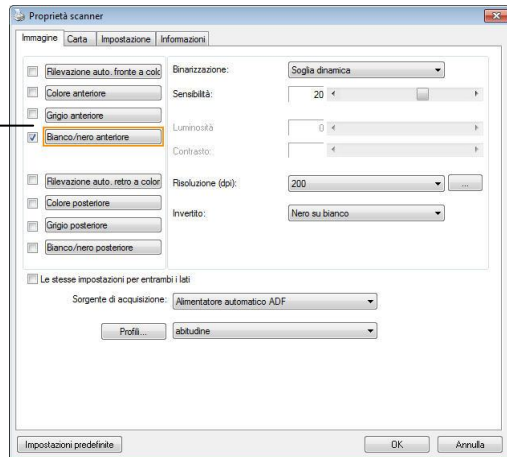 Proprietà scanner
Immagine Carta Impostazione Informazioni
Rilevazione auto. fronte a colo
Colore anteriore
Grigio anteriore
Bianco/nero anteriore
Rilevazione auto. retro a color
Colore posteriore
Grigio posteriore
Bianco/nero posteriore
Binarizzazione: Soglia dinamica
Sensibilità: 20
Luminosità 0
Contrasto:
Risoluzione (dpi): 200 ...
Invertito: Nero su bianco
Le stesse impostazioni per entrambi i lati
Sorgente di acquisizione: Alimentatore automatico ADF
Profili... abitudine
Impostazioni predefinite OK Annulla